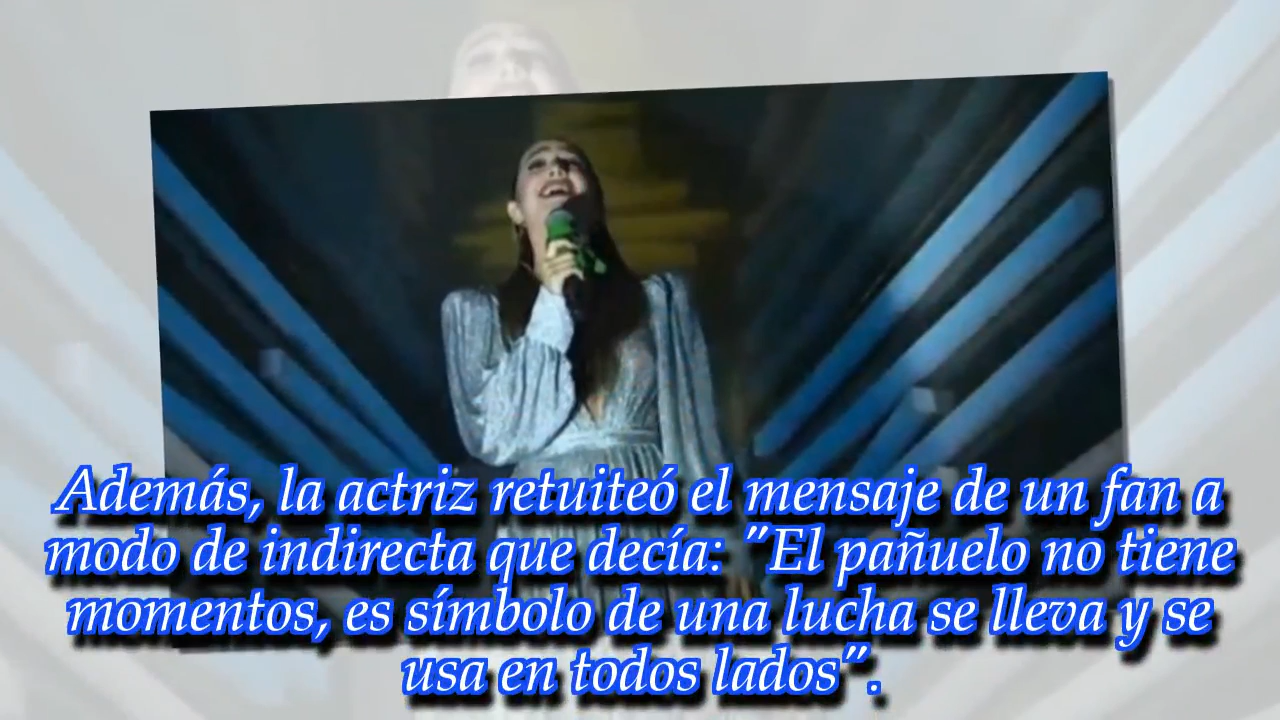 Además, la actriz retuiteó el mensaje de un fan a
modo de indirecta que decía: "El pañuelo no tiene
momentos, es símbolo de una lucha se lleva y se
usa en todos lados".